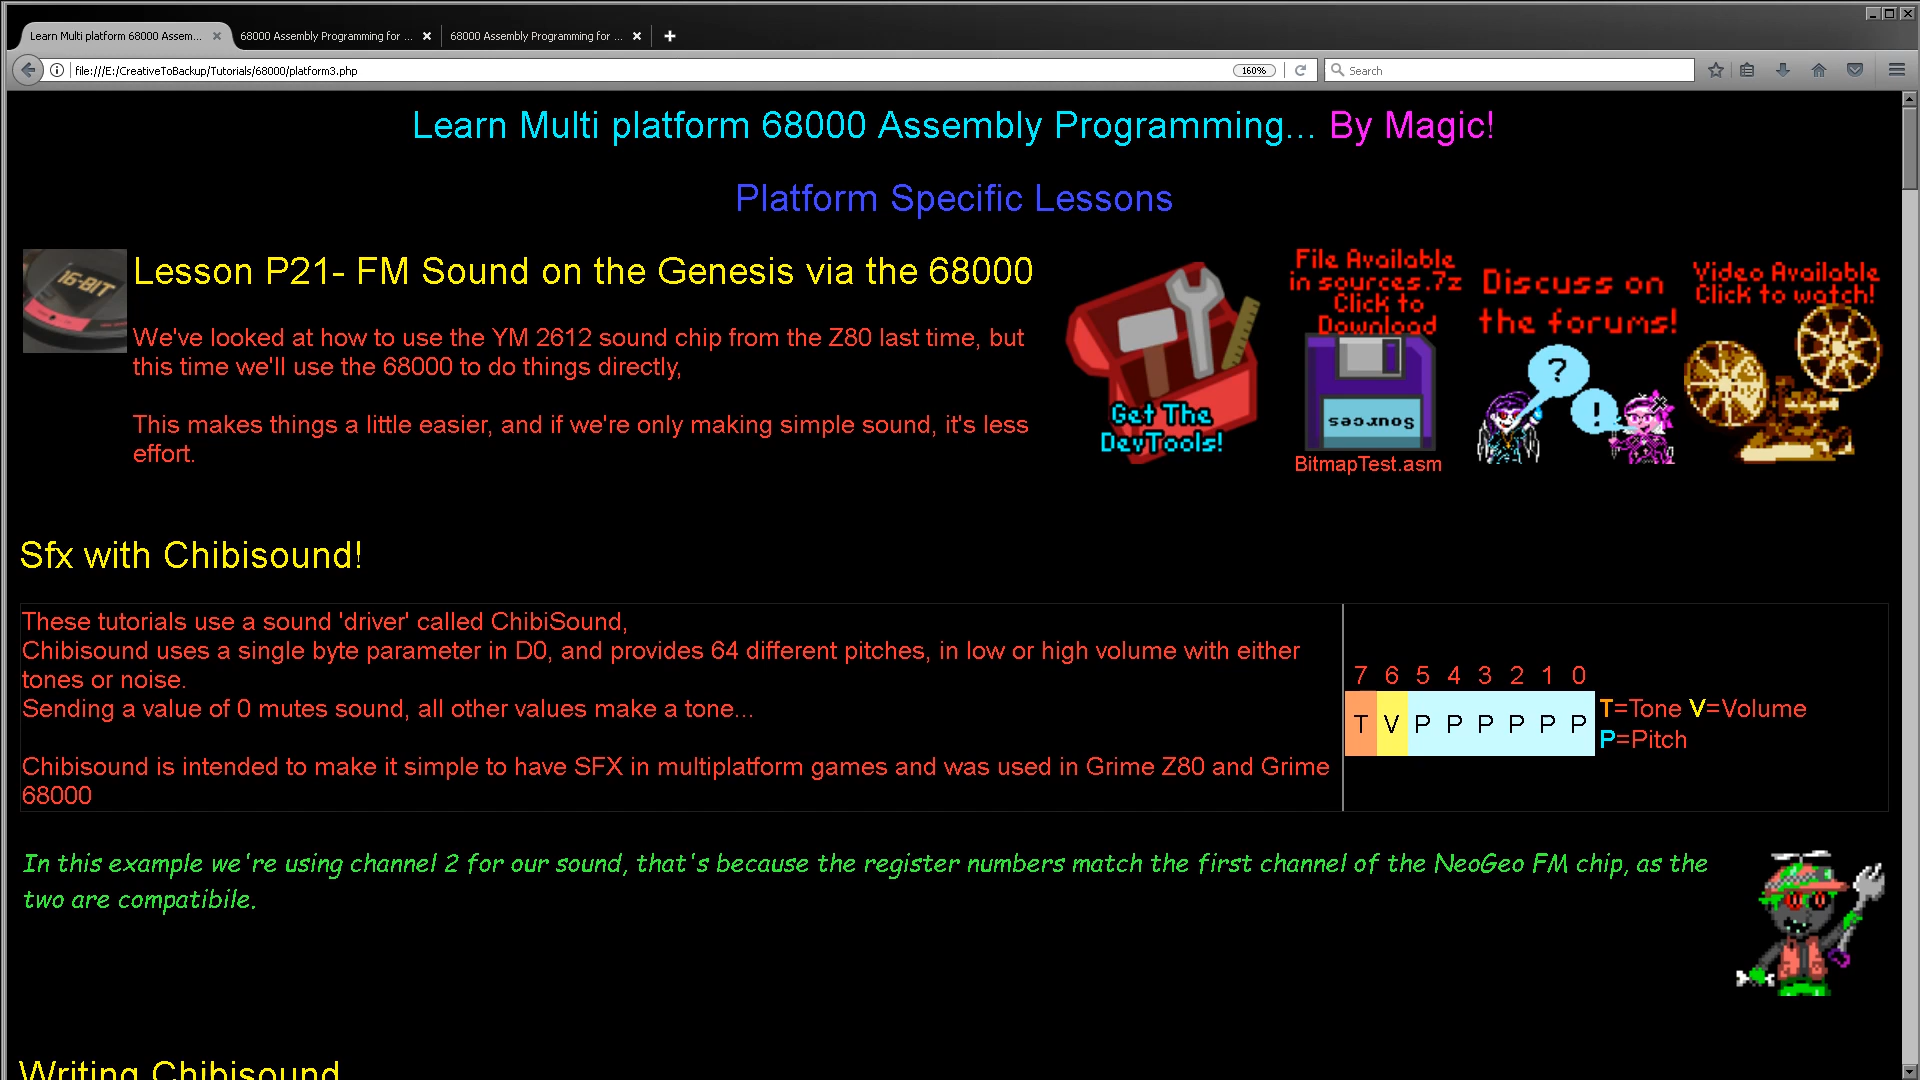 Learn Multi platform 68000 Assem...
68000 Assembly Programming for ...
68000 Assembly Programming for ...
file:///E:/CreativeToBackup/Tutorials/68000/platform3.php
160%
Search
Learn Multi platform 68000 Assembly Programming... By Magic!
Platform Specific Lessons
16-BIT
Lesson P21- FM Sound on the Genesis via the 68000
We've looked at how to use the YM 2612 sound chip from the Z80 last time, but
this time we'll use the 68000 to do things directly,
This makes things a little easier, and if we're only making simple sound, it's less
effort.
Get The
DevTools!
File Available
in sources.7z
Click to
Download
Sources
BitmapTest.asm
Discuss on
the forums!
?
!
Video Available
Click to watch!
Sfx with Chibisound!
These tutorials use a sound 'driver' called ChibiSound,
Chibisound uses a single byte parameter in D0, and provides 64 different pitches, in low or high volume with either
tones or noise.
Sending a value of 0 mutes sound, all other values make a tone...
Chibisound is intended to make it simple to have SFX in multiplatform games and was used in Grime Z80 and Grime
68000
7 6 5 4 3 2 1 0
T V P P P P P P
T=Tone V=Volume
P=Pitch
In this example we're using channel 2 for our sound, that's because the register numbers match the first channel of the NeoGeo FM chip, as the
two are compatibile.
Writing Chibisound